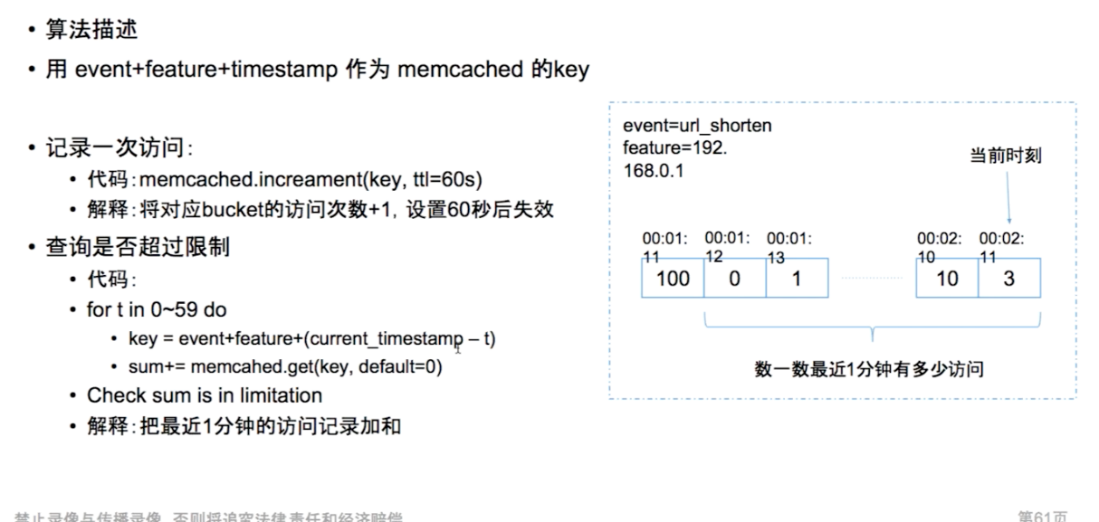 • 算法描述
• 用 event+feature+timestamp 作为 memcached 的key
• 记录一次访问:
• 代码:memcached.increament(key, ttl=60s)
• 解释:将对应bucket的访问次数+1, 设置60秒后失效
• 查询是否超过限制
• 代码:
• for t in 0~59 do
• key = event+feature+(current_timestamp – t)
• sum+= memcahed.get(key, default=0)
• Check sum is in limitation
• 解释:把最近1分钟的访问记录加和
event=url_shorten
feature=192.
168.0.1
当前时刻
00:01:11 00:01:12 00:01:13 00:02:10 00:02:11
100 0 1 10 3
数一数最近1分钟有多少访问
禁止录像与传播录像, 否则将追究法律责任和经济赔偿
第61页